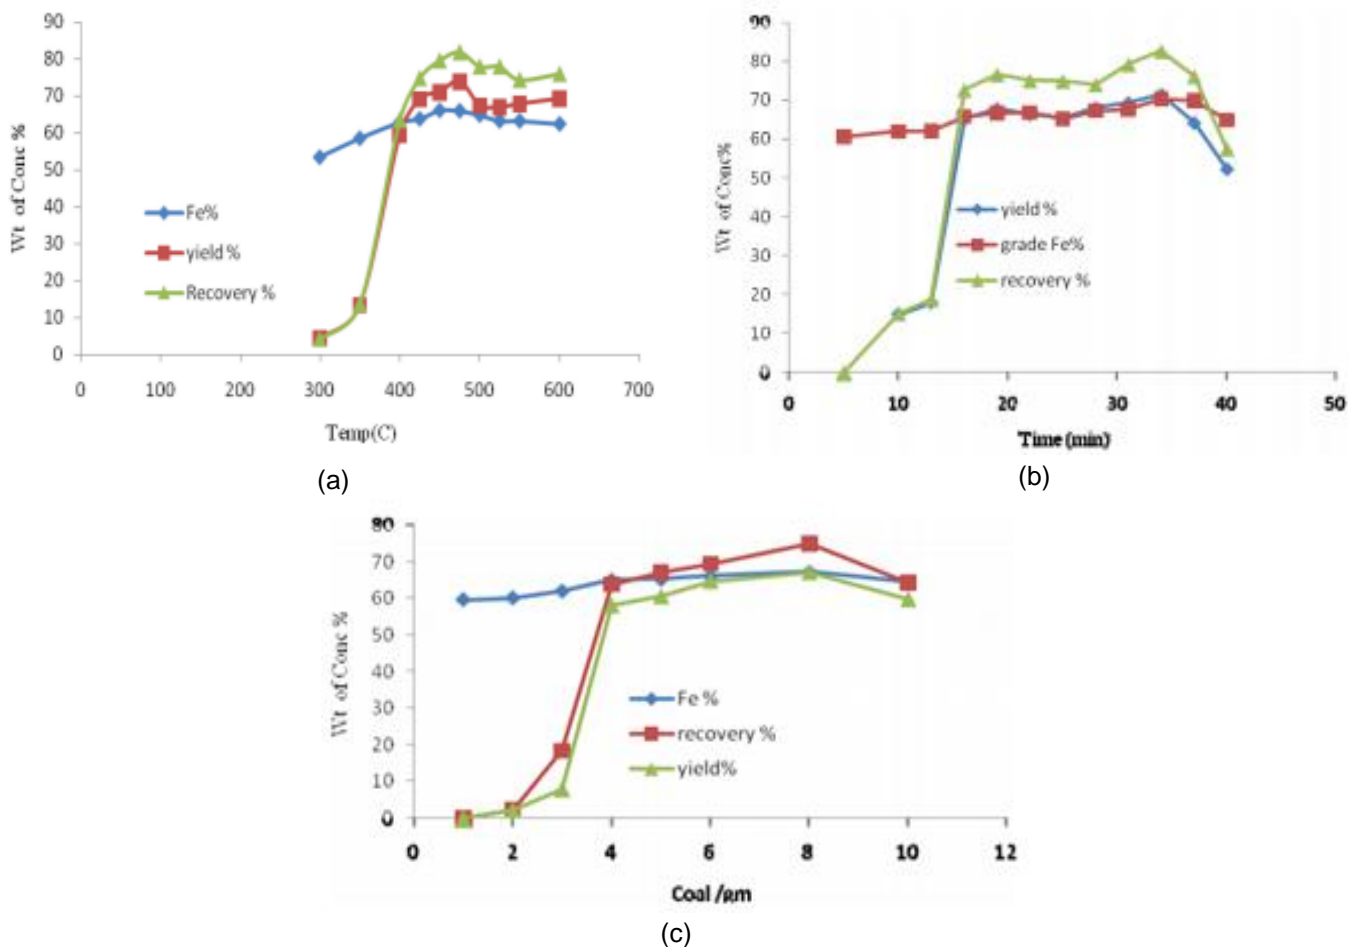 90
80
70
60
50
40
30
20
10
0
Wt of Conc %
Fe%
yield %
Recovery %
0 100 200 300 400 500 600 700
Temp(C)
(a)
90
80
70
60
50
40
30
20
10
0
Wt of Conc%
yield %
grade Fe%
recovery %
0 10 20 30 40 50
Time (min)
(b)
80
70
60
50
40
30
20
10
0
Wt of Conc %
Fe %
recovery %
yield%
0 2 4 6 8 10 12
Coal /gm
(c)